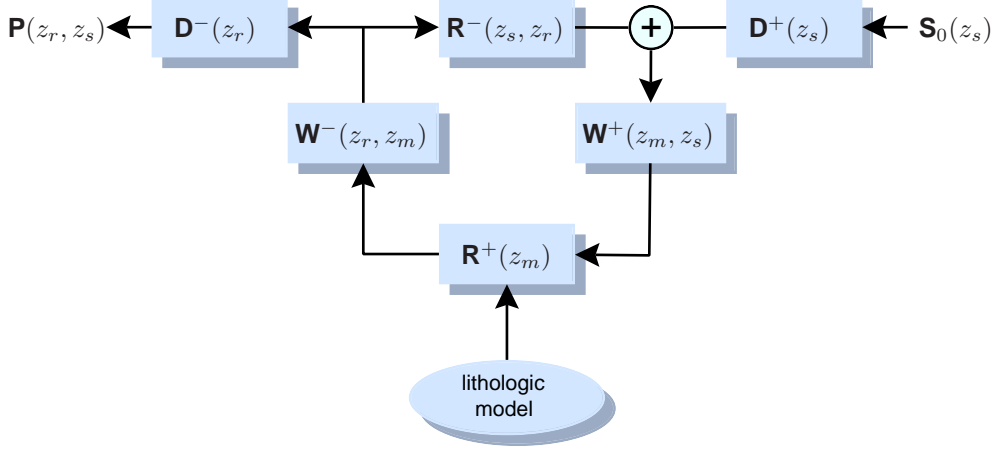 P(z_r, z_s) D^−(z_r) R^−(z_s, z_r) + D^+(z_s) S_0(z_s)
W^−(z_r, z_m) W^+(z_m, z_s)
R^+(z_m)
lithologic
model